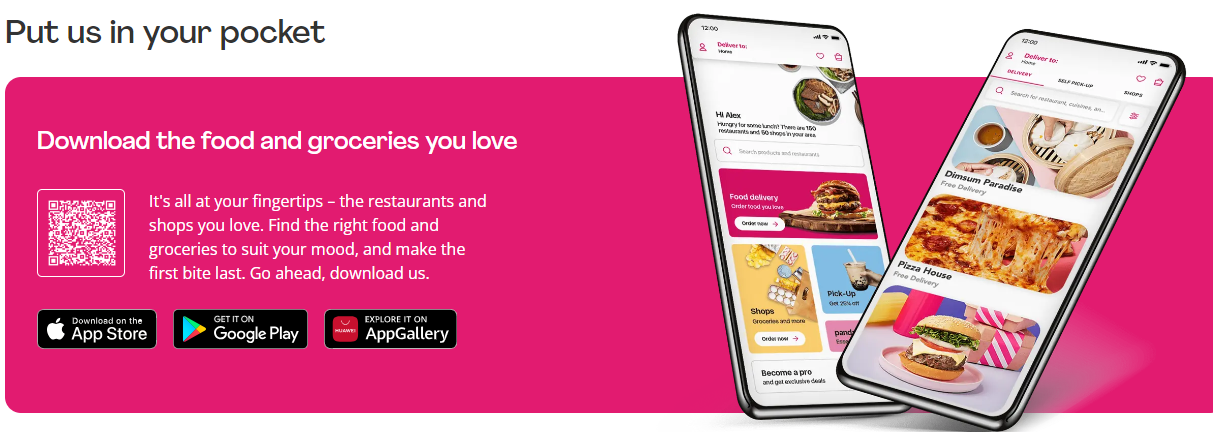 Put us in your pocket
Download the food and groceries you love
It's all at your fingertips – the restaurants and
shops you love. Find the right food and
groceries to suit your mood, and make the
first bite last. Go ahead, download us.
Download on the
App Store
GET IT ON
Google Play
HUAWEI
EXPLORE IT ON
AppGallery
12:00
Deliver to:
Home
Hi Alex
Hungry for some lunch? There are 150
restaurants and 50 shops in your area
Search products and restaurants
Food delivery
Order food you love
Order now →
Shops
Groceries and more
Order now →
Pick-Up
Get 25% off
panda
Esse
Become a pro
and get exclusive deals
12:00
Deliver to:
Home
DELIVERY
SELF PICK-UP
SHOPS
Search for restaurant, cuisines, an...
Dimsum Paradise
Free Delivery
Pizza House
Free Delivery